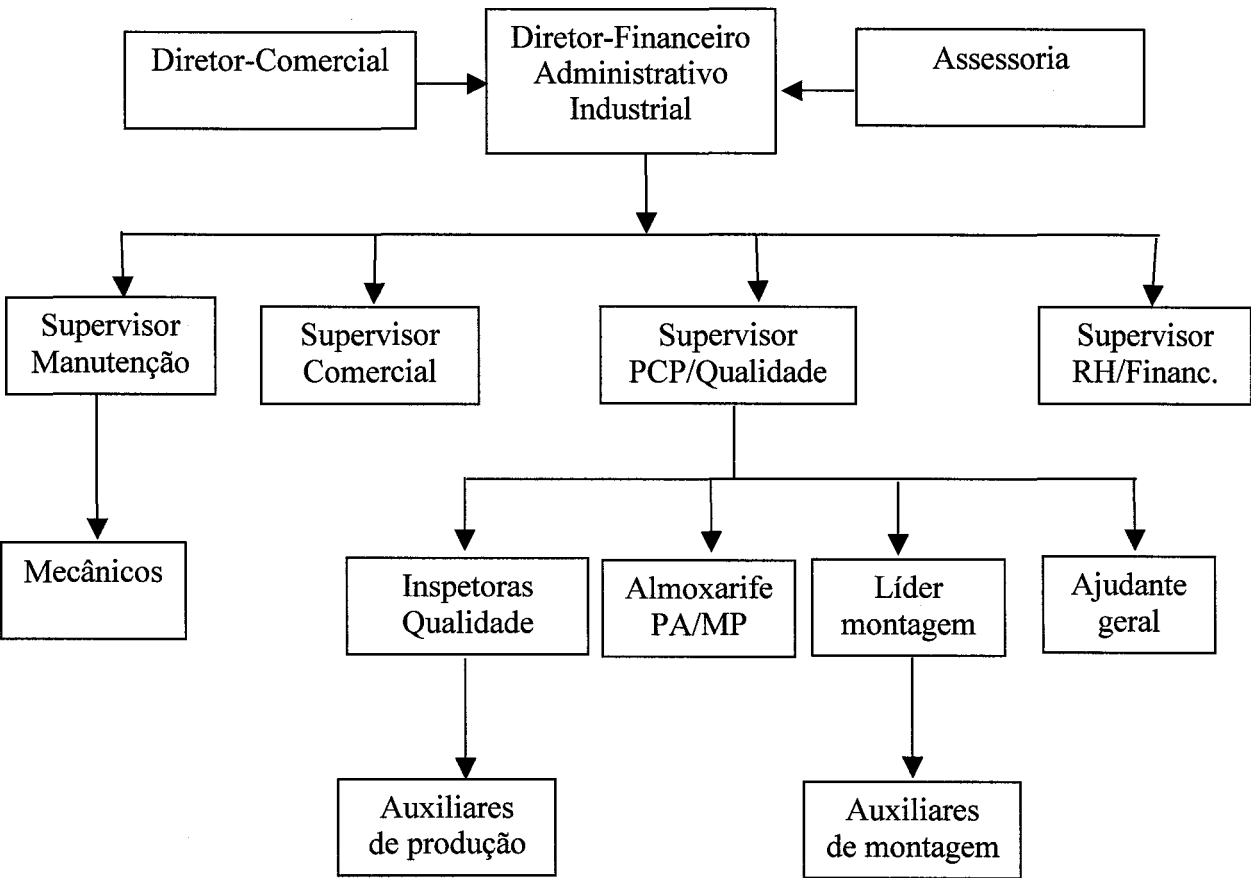 Diretor-Comercial
Diretor-Financeiro
Administrativo
Industrial
Assessoria
Supervisor
Manutenção
Supervisor
Comercial
Supervisor
PCP/Qualidade
Supervisor
RH/Financ.
Mecânicos
Inspetoras
Qualidade
Almoxarife
PA/MP
Líder
montagem
Ajudante
geral
Auxiliares
de produção
Auxiliares
de montagem